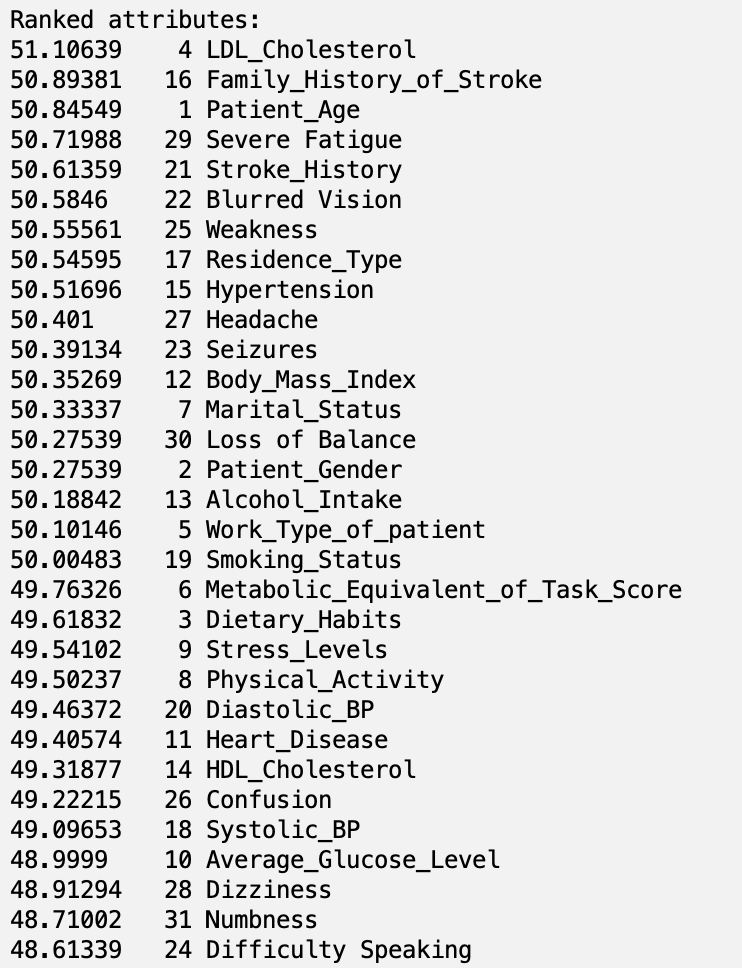 Ranked attributes:
51.10639    4 LDL_Cholesterol
50.89381   16 Family_History_of_Stroke
50.84549    1 Patient_Age
50.71988   29 Severe Fatigue
50.61359   21 Stroke_History
50.5846    22 Blurred Vision
50.55561   25 Weakness
50.54595   17 Residence_Type
50.51696   15 Hypertension
50.401     27 Headache
50.39134   23 Seizures
50.35269   12 Body_Mass_Index
50.33337    7 Marital_Status
50.27539   30 Loss of Balance
50.27539    2 Patient_Gender
50.18842   13 Alcohol_Intake
50.10146    5 Work_Type_of_patient
50.00483   19 Smoking_Status
49.76326    6 Metabolic_Equivalent_of_Task_Score
49.61832    3 Dietary_Habits
49.54102    9 Stress_Levels
49.50237    8 Physical_Activity
49.46372   20 Diastolic_BP
49.40574   11 Heart_Disease
49.31877   14 HDL_Cholesterol
49.22215   26 Confusion
49.09653   18 Systolic_BP
48.9999    10 Average_Glucose_Level
48.91294   28 Dizziness
48.71002   31 Numbness
48.61339   24 Difficulty Speaking